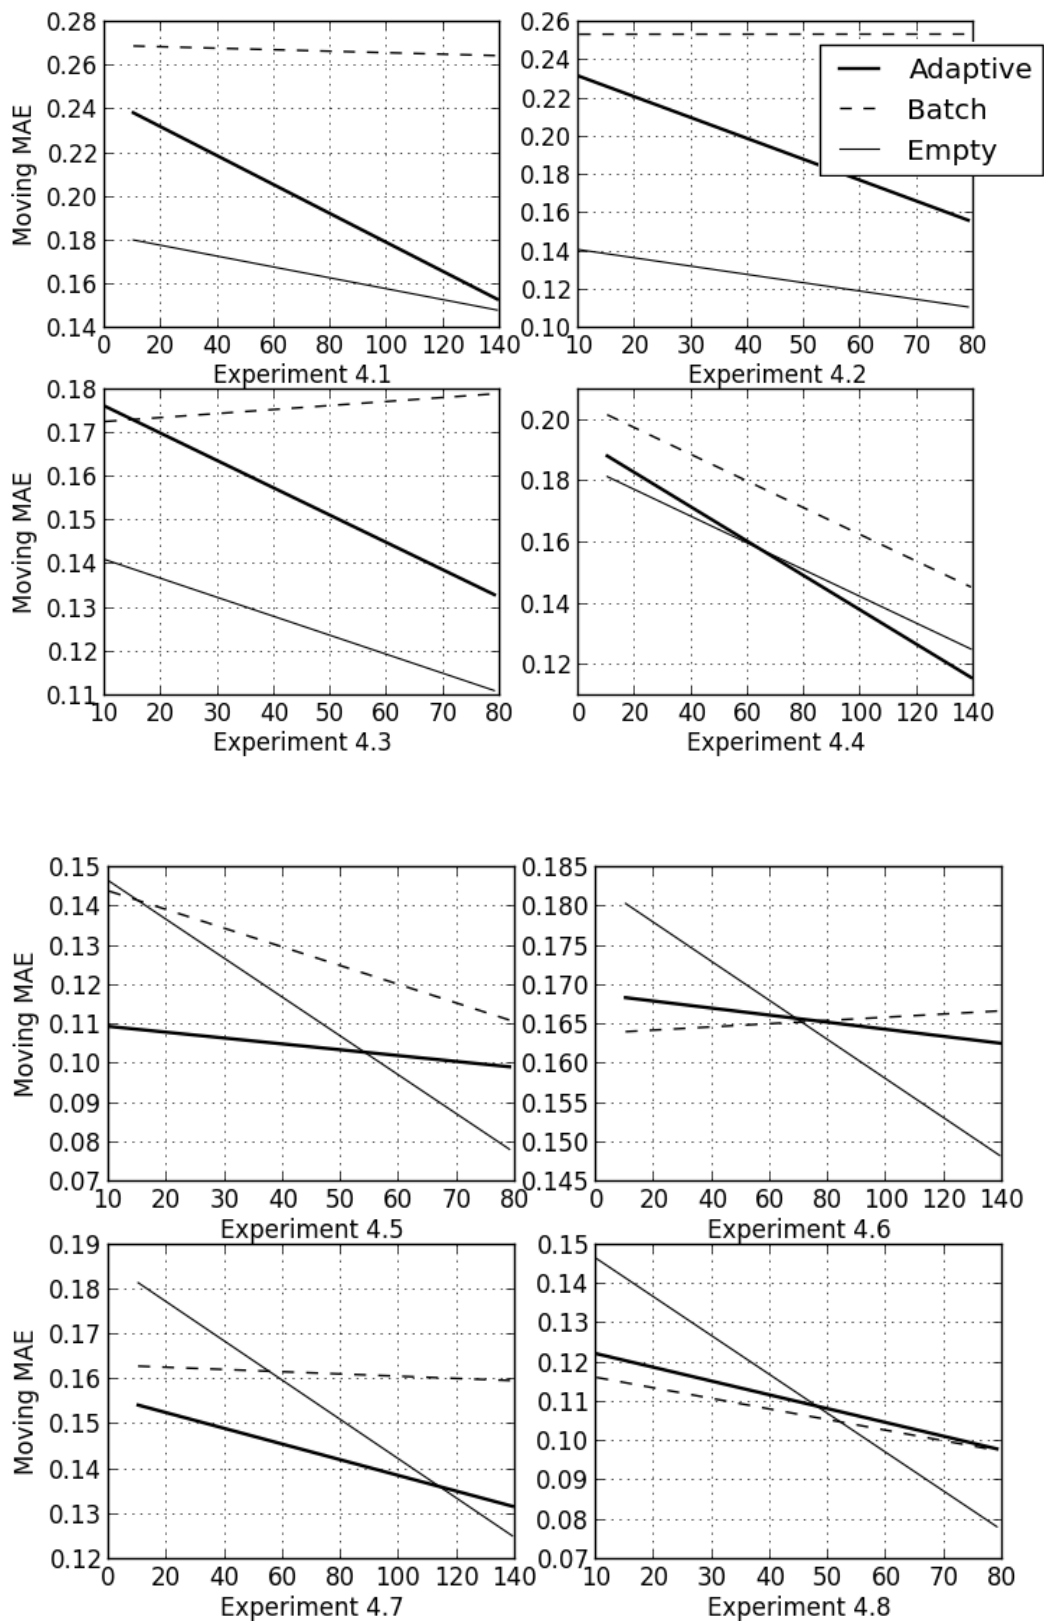 0.28
0.26
0.24
0.22
0.20
0.18
0.16
0.14
Moving MAE
0 20 40 60 80 100 120 140
Experiment 4.1
0.26
0.24
0.22
0.20
0.18
0.16
0.14
0.12
0.10
Adaptive
Batch
Empty
10 20 30 40 50 60 70 80
Experiment 4.2
0.18
0.17
0.16
0.15
0.14
0.13
0.12
0.11
Moving MAE
10 20 30 40 50 60 70 80
Experiment 4.3
0.20
0.18
0.16
0.14
0.12
0 20 40 60 80 100 120 140
Experiment 4.4
0.15
0.14
0.13
0.12
0.11
0.10
0.09
0.08
0.07
Moving MAE
10 20 30 40 50 60 70 80
Experiment 4.5
0.185
0.180
0.175
0.170
0.165
0.160
0.155
0.150
0.145
0 20 40 60 80 100 120 140
Experiment 4.6
0.19
0.18
0.17
0.16
0.15
0.14
0.13
0.12
Moving MAE
0 20 40 60 80 100 120 140
Experiment 4.7
0.15
0.14
0.13
0.12
0.11
0.10
0.09
0.08
0.07
10 20 30 40 50 60 70 80
Experiment 4.8